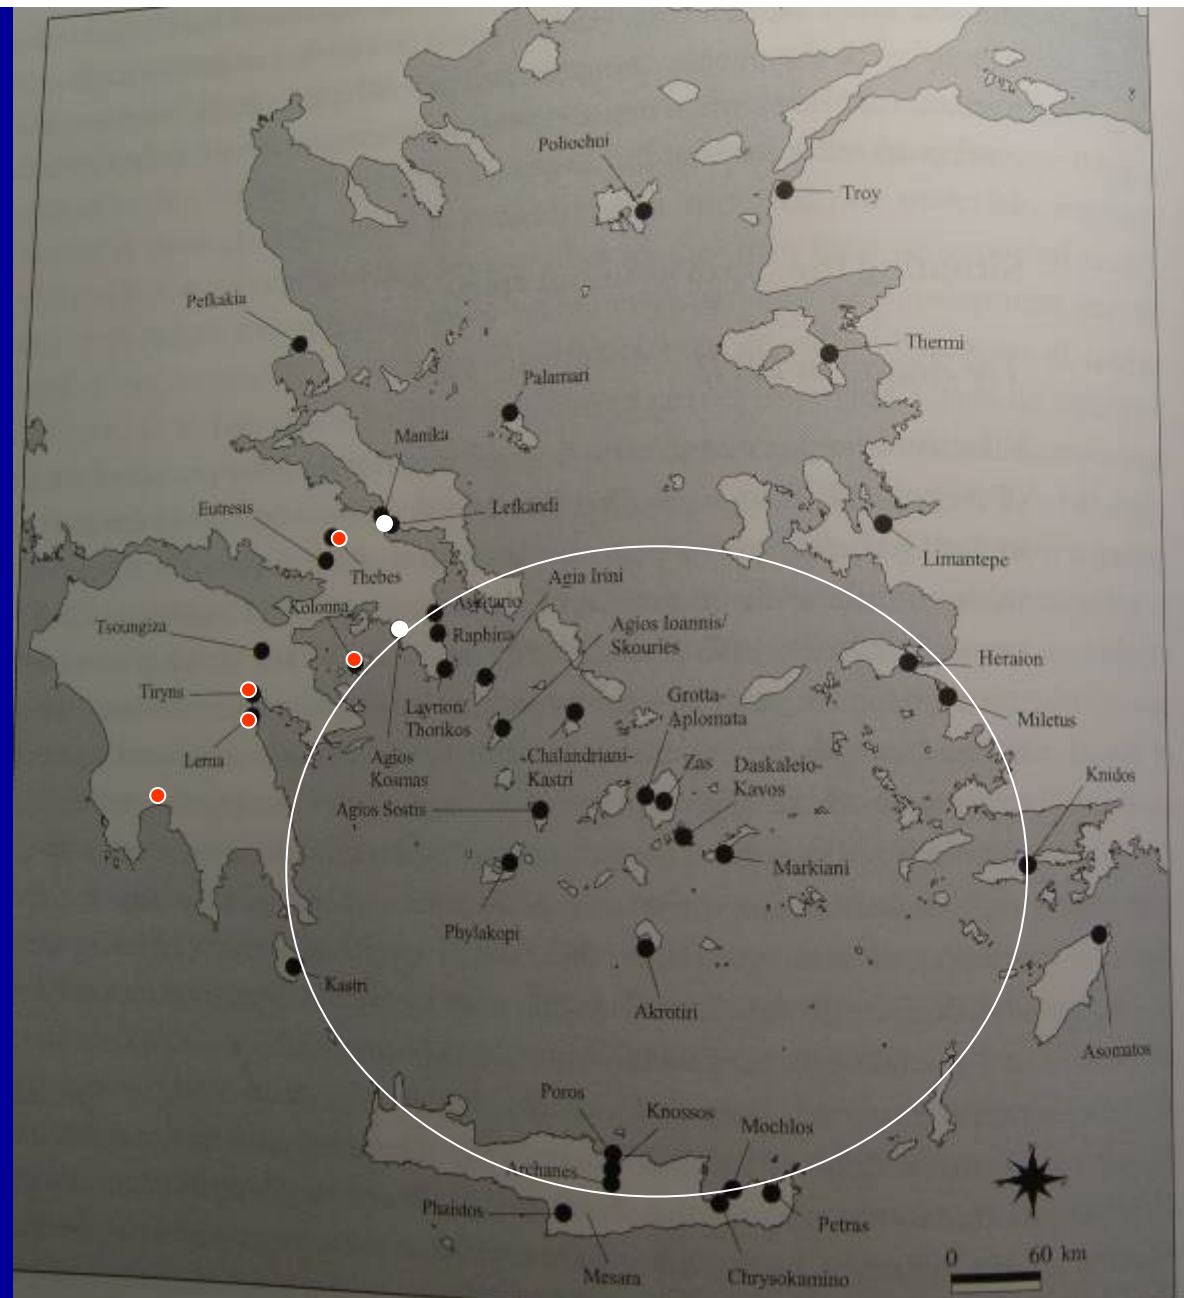 Poliochni
Troy
Pefkakia
Thermi
Palamari
Manika
Eutresis
Lefkandi
Limantepe
Thebes
Agia Irini
Kolonna
Askitario
Tsoungiza
Raphina
Agios Ioannis/
Skouries
Heraion
Tiryns
Grotta-
Aplomata
Lavrion/
Thorikos
Miletus
Lerna
Agios
Kosmas
Chalandriani-
Kastri
Zas
Daskaleio-
Kavos
Knidos
Agios Sostis
Markiani
Phylakopi
Kastri
Akrotiri
Asomatos
Poros
Knossos
Mochlos
Archanes
Phaistos
Petras
0 60 km
Mesara
Chrysokamino